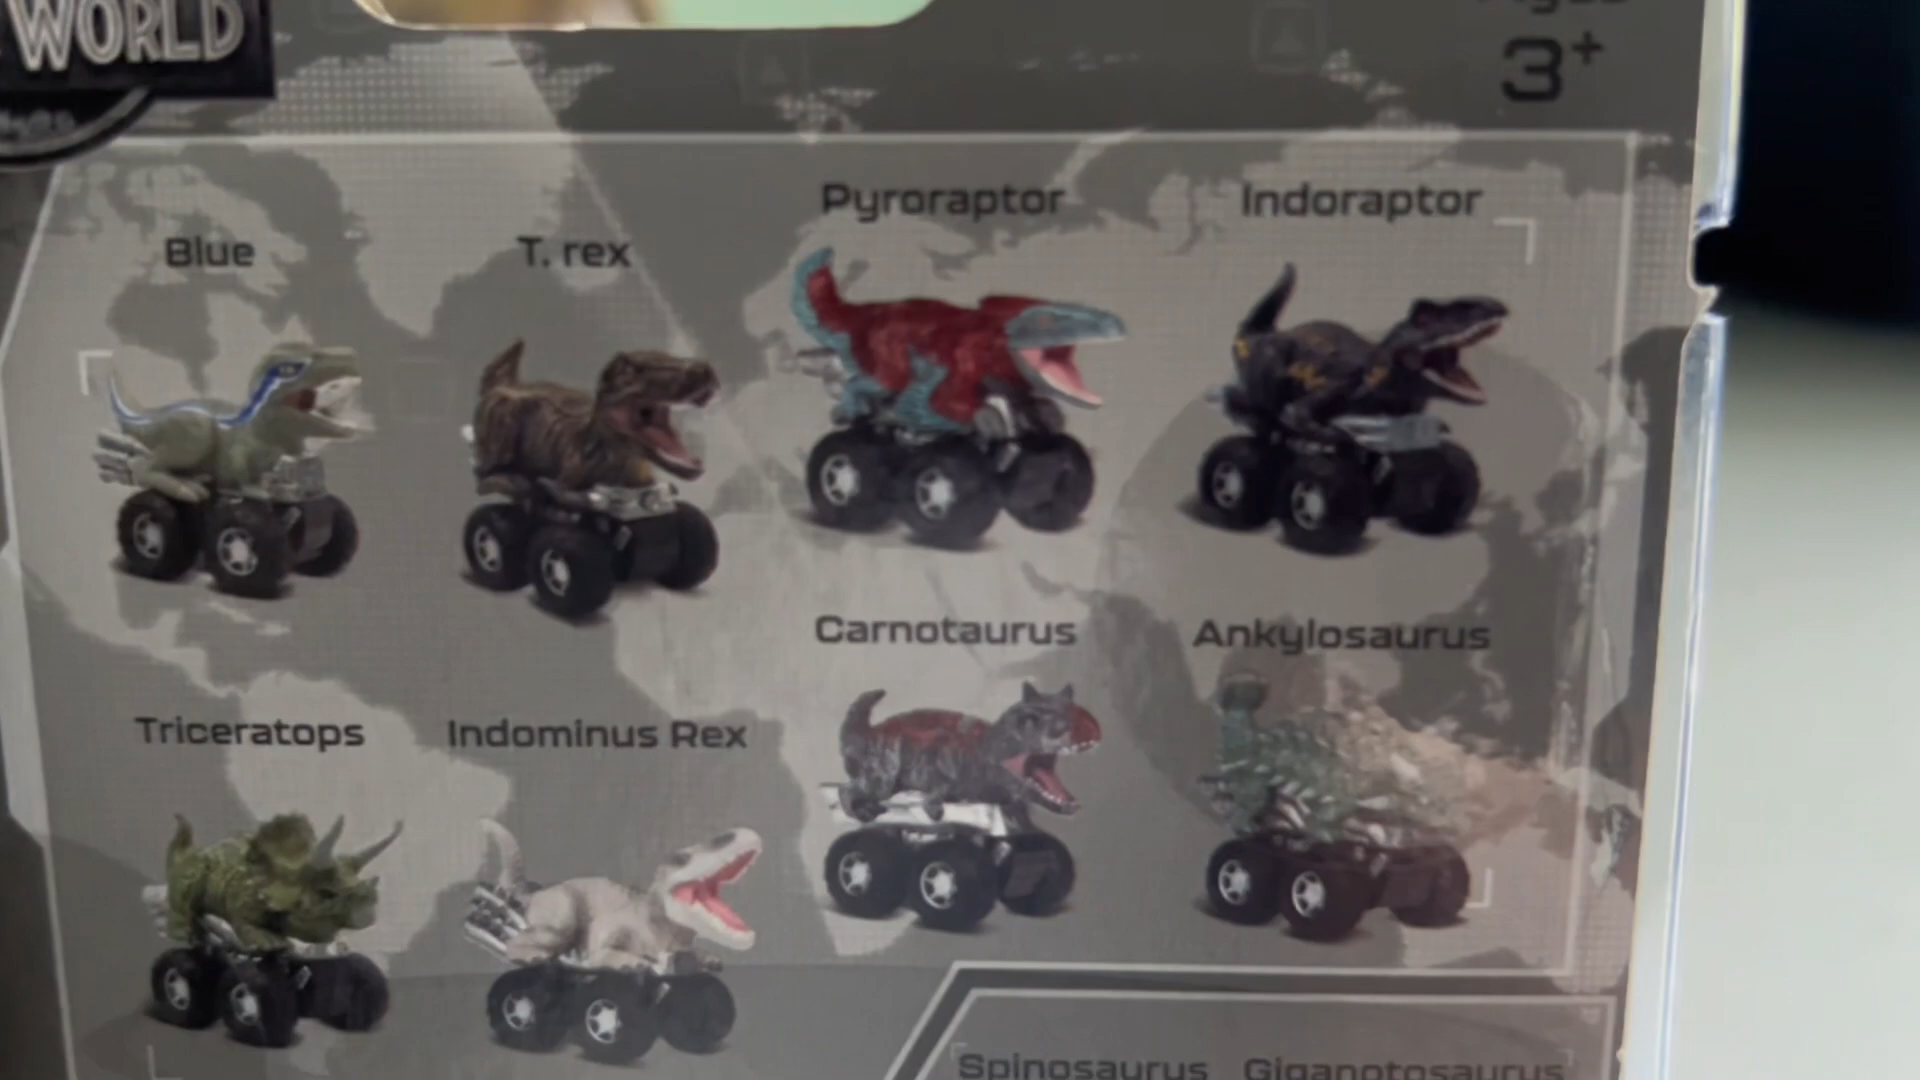 WORLD
3+
Pyroraptor
Indoraptor
Blue
T. rex
Carnotaurus
Ankylosaurus
Triceratops
Indominus Rex
Spinosaurus
Giganotosaurus